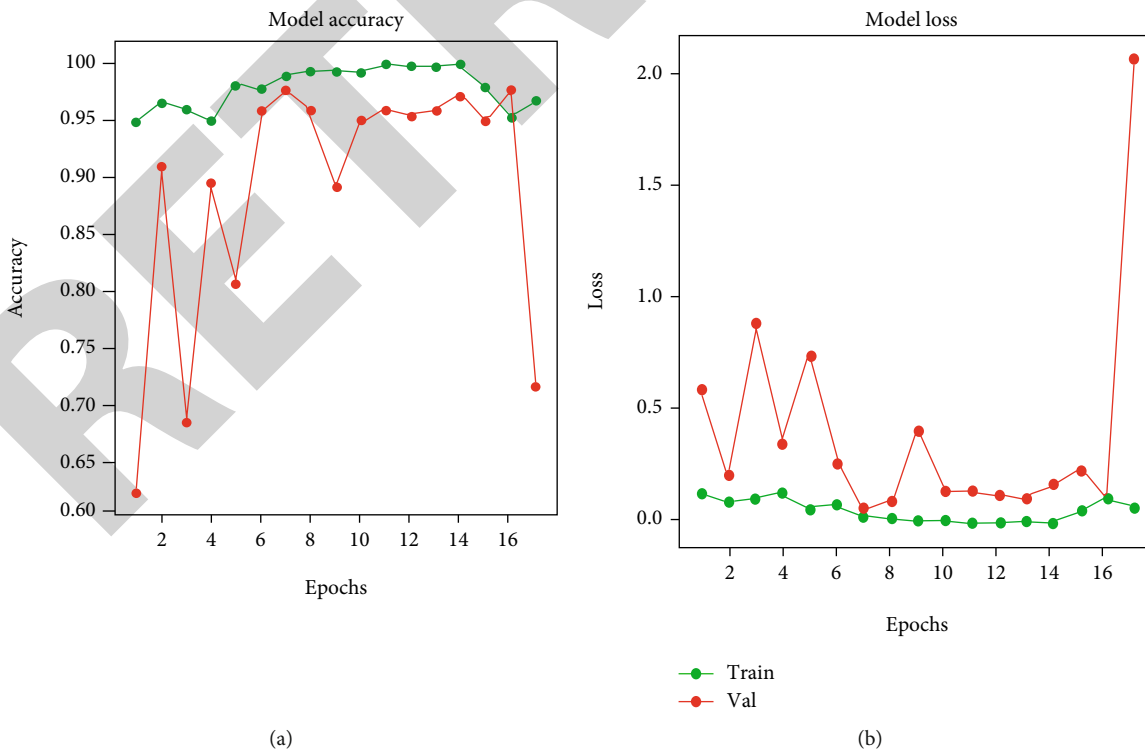 Model accuracy
100
0.95
0.90
0.85
0.80
0.75
0.70
0.65
0.60
Accuracy
2 4 6 8 10 12 14 16
Epochs
(a)
Model loss
2.0
1.5
1.0
0.5
0.0
Loss
2 4 6 8 10 12 14 16
Epochs
Train
Val
(b)
RETR